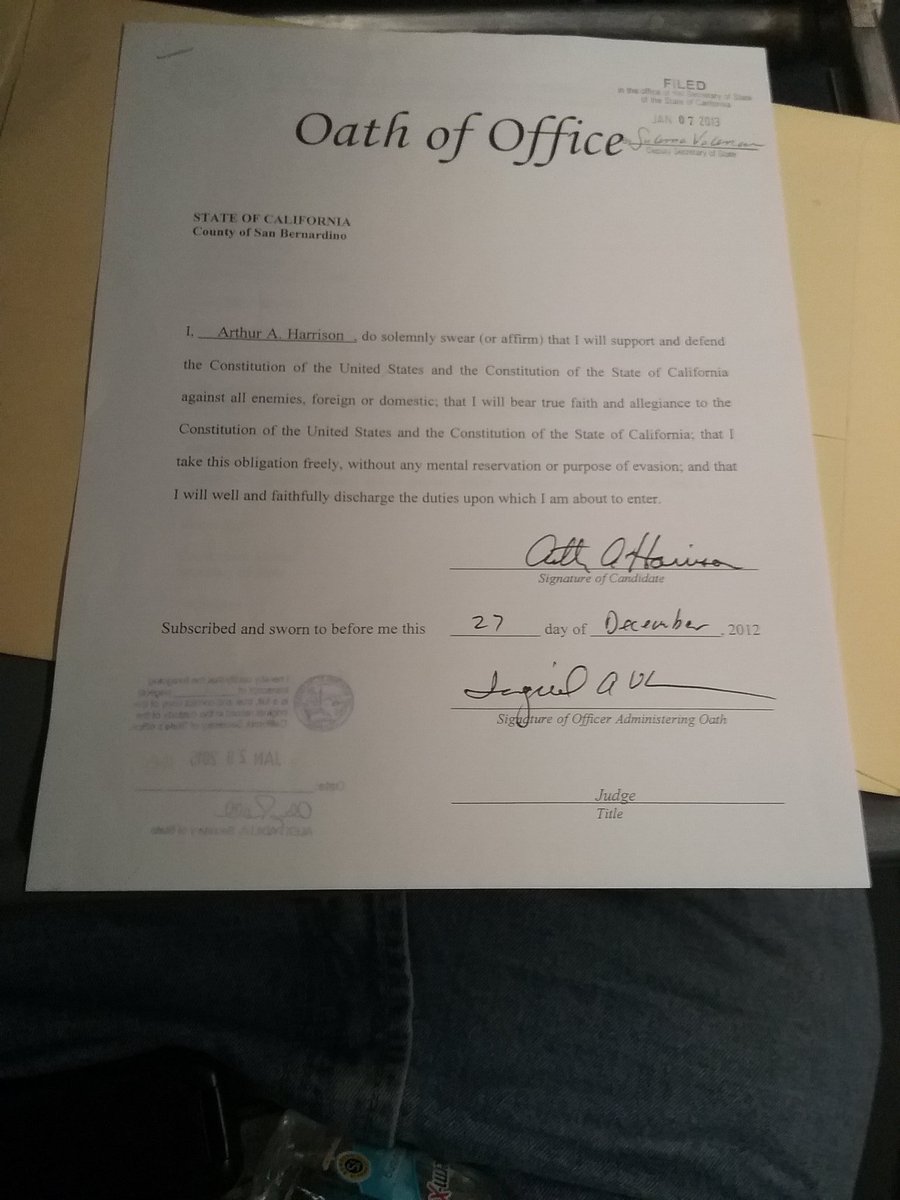 FILED
in the office of the Secretary of State
of the State of California
JAN 07 2013
Deputy Secretary of State
Oath of Office
STATE OF CALIFORNIA
County of San Bernardino
I, Arthur A. Harrison, do solemnly swear (or affirm) that I will support and defend
the Constitution of the United States and the Constitution of the State of California
against all enemies, foreign or domestic; that I will bear true faith and allegiance to the
Constitution of the United States and the Constitution of the State of California; that I
take this obligation freely, without any mental reservation or purpose of evasion; and that
I will well and faithfully discharge the duties upon which I am about to enter.
Signature of Candidate
Subscribed and sworn to before me this 27 day of December, 2012
Signature of Officer Administering Oath
Judge
Title
JAN 2 8 2015
Date: